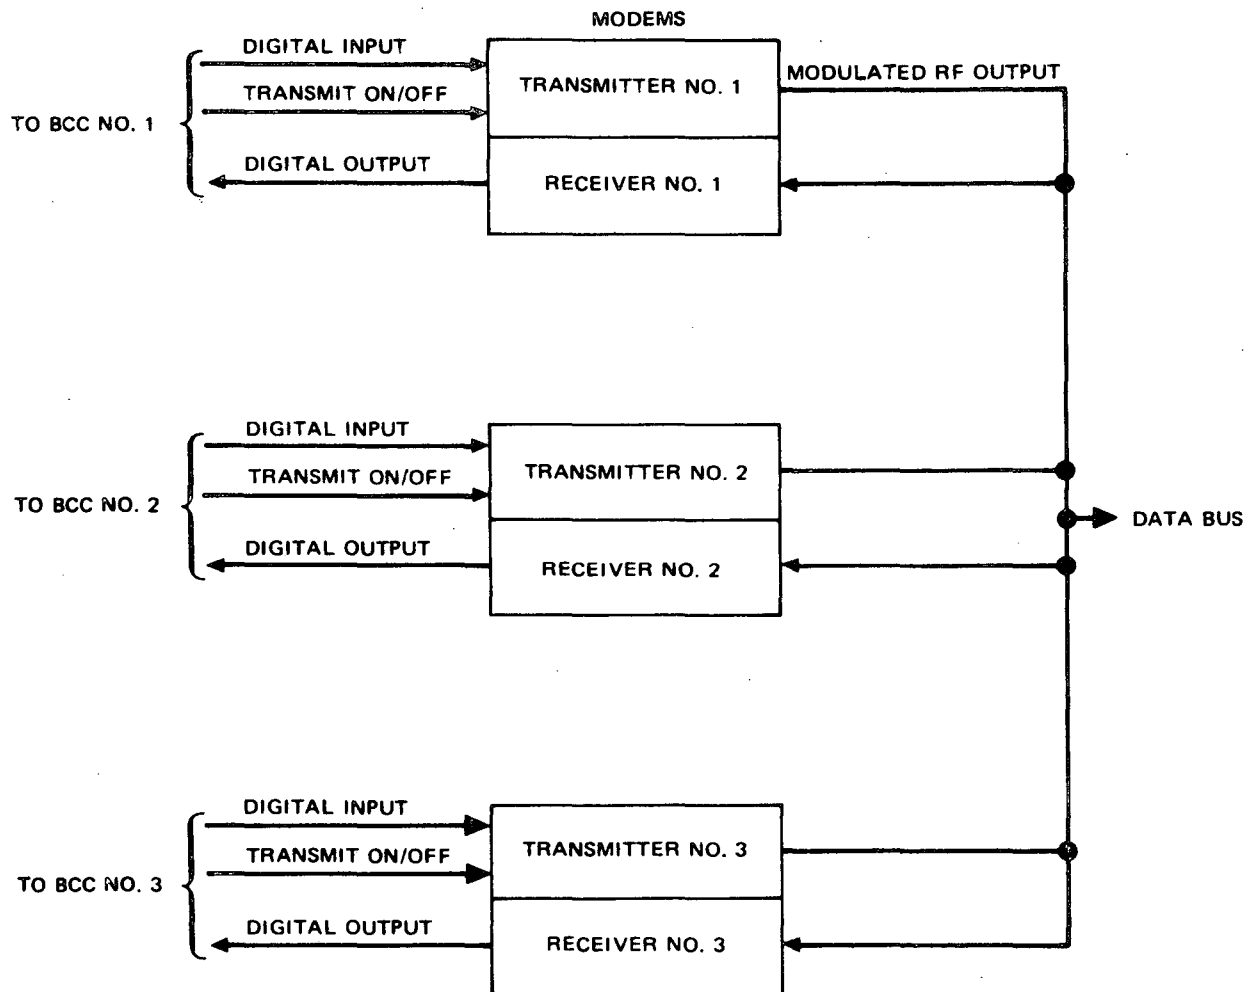 MODEMS
DIGITAL INPUT
TRANSMIT ON/OFF
TO BCC NO. 1
DIGITAL OUTPUT
TRANSMITTER NO. 1
RECEIVER NO. 1
MODULATED RF OUTPUT
DIGITAL INPUT
TRANSMIT ON/OFF
TO BCC NO. 2
DIGITAL OUTPUT
TRANSMITTER NO. 2
RECEIVER NO. 2
DATA BUS
DIGITAL INPUT
TRANSMIT ON/OFF
TO BCC NO. 3
DIGITAL OUTPUT
TRANSMITTER NO. 3
RECEIVER NO. 3